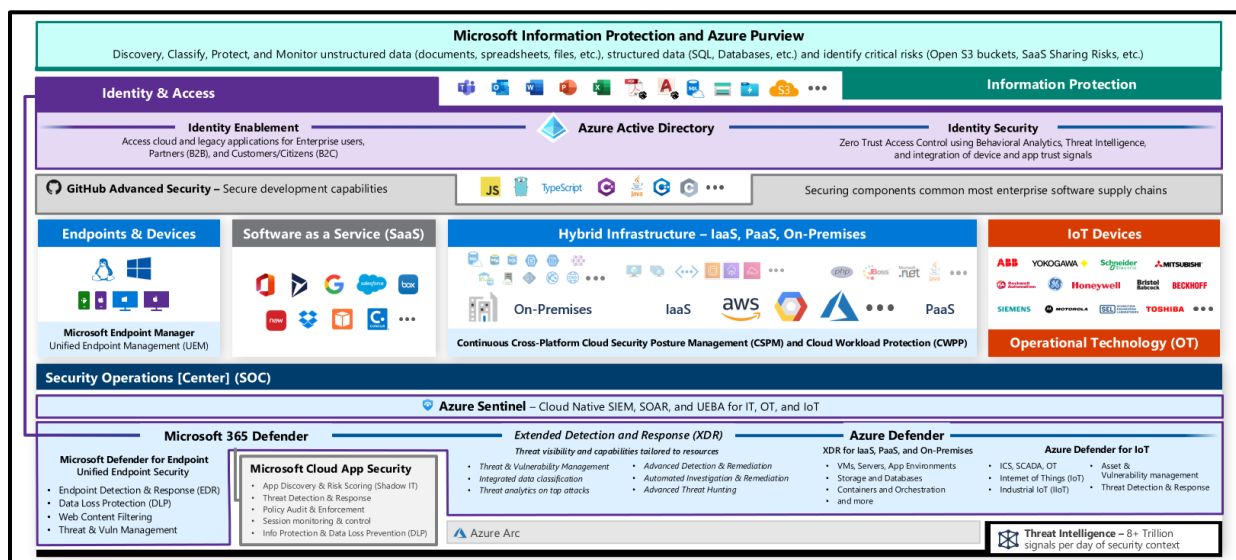 Microsoft Information Protection and Azure Purview
Discovery, Classify, Protect, and Monitor unstructured data (documents, spreadsheets, files, etc.), structured data (SQL, Databases, etc.) and identify critical risks (Open S3 buckets, SaaS Sharing Risks, etc.)
Identity & Access
S3
Information Protection
Identity Enablement
Access cloud and legacy applications for Enterprise users,
Partners (B2B), and Customers/Citizens (B2C)
Azure Active Directory
Identity Security
Zero Trust Access Control using Behavioral Analytics, Threat Intelligence,
and integration of device and app trust signals
GitHub Advanced Security – Secure development capabilities
JS
TypeScript
Java
Securing components common most enterprise software supply chains
Endpoints & Devices
Microsoft Endpoint Manager
Unified Endpoint Management (UEM)
Software as a Service (SaaS)
salesforce
box
now
Hybrid Infrastructure – IaaS, PaaS, On-Premises
php
JBoss
.net
Java
On-Premises
IaaS
aws
PaaS
Continuous Cross-Platform Cloud Security Posture Management (CSPM) and Cloud Workload Protection (CWPP)
IoT Devices
ABB
YOKOGAWA
Schneider
Electric
MITSUBISHI
Rockwell
Automation
Honeywell
Bristol
Babcock
BECKHOFF
SIEMENS
MOTOROLA
SEL
TOSHIBA
Operational Technology (OT)
Security Operations [Center] (SOC)
Azure Sentinel – Cloud Native SIEM, SOAR, and UEBA for IT, OT, and IoT
Microsoft 365 Defender
Microsoft Defender for Endpoint
Unified Endpoint Security
• Endpoint Detection & Response (EDR)
• Data Loss Protection (DLP)
• Web Content Filtering
• Threat & Vuln Management
Microsoft Cloud App Security
• App Discovery & Risk Scoring (Shadow IT)
• Threat Detection & Response
• Policy Audit & Enforcement
• Session monitoring & control
• Info Protection & Data Loss Prevention (DLP)
Extended Detection and Response (XDR)
Threat visibility and capabilities tailored to resources
• Threat & Vulnerability Management
• Integrated data classification
• Threat analytics on top attacks
• Advanced Detection & Remediation
• Automated Investigation & Remediation
• Advanced Threat Hunting
Azure Defender
XDR for IaaS, PaaS, and On-Premises
• VMs, Servers, App Environments
• Storage and Databases
• Containers and Orchestration
• and more
Azure Defender for IoT
• ICS, SCADA, OT
• Internet of Things (IoT)
• Industrial IoT (IIoT)
• Asset &
Vulnerability management
• Threat Detection & Response
Azure Arc
Threat Intelligence – 8+ Trillion
signals per day of security context